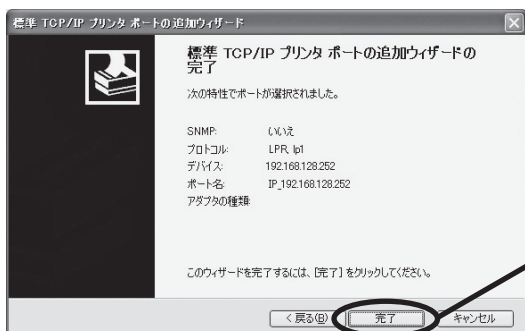 標準 TCP/IP プリンタ ポートの追加ウィザード
標準 TCP/IP プリンタ ポートの追加ウィザードの
完了
次の特性でポートが選択されました。
SNMP: いいえ
プロトコル: LPR, lp1
デバイス: 192.168.128.252
ポート名: IP_192.168.128.252
アダプタの種類:
このウィザードを完了するには、[完了] をクリックしてください。
< 戻る(B) 完了 キャンセル